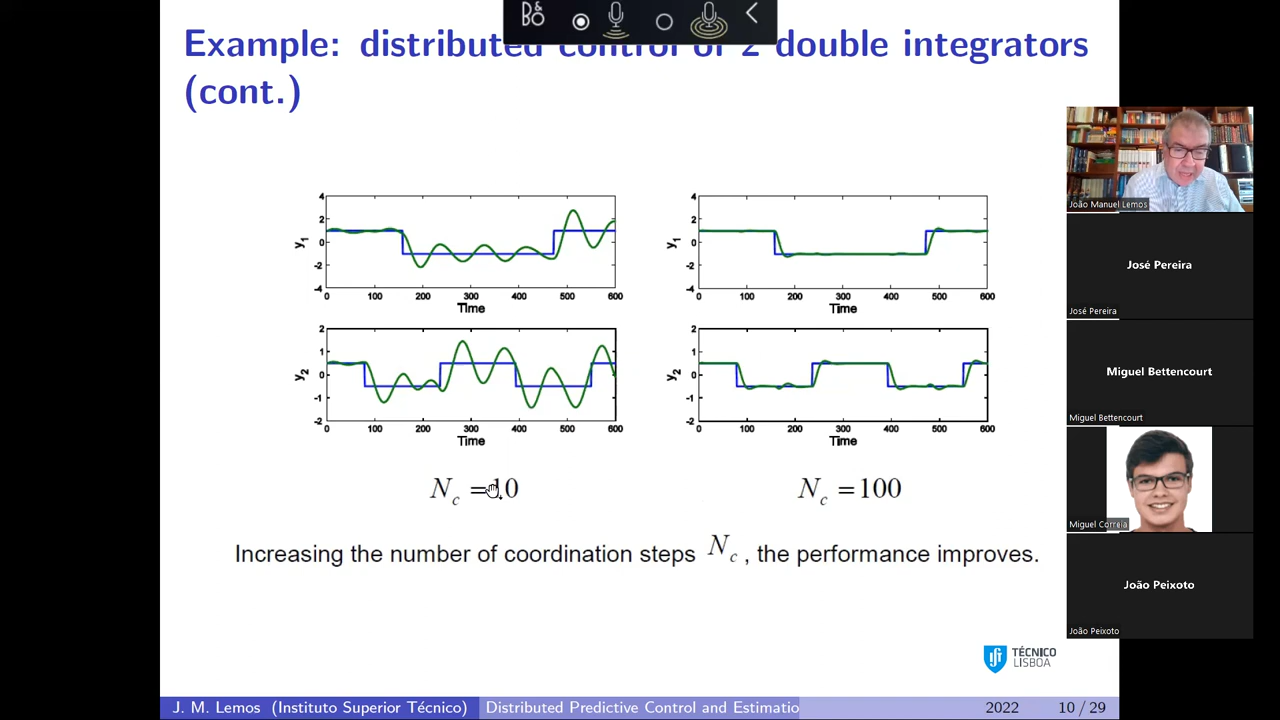 B&O
Example: distributed control of 2 double integrators
(cont.)
4
2
0
-2
-4
y1
0 100 200 300 400 500 600
Time
4
2
0
-2
-4
y1
0 100 200 300 400 500 600
Time
2
1
0
-1
-2
y2
0 100 200 300 400 500 600
Time
2
1
0
-1
-2
y2
0 100 200 300 400 500 600
Time
Nc = 10
Nc = 100
Increasing the number of coordination steps Nc , the performance improves.
TÉCNICO
LISBOA
J. M. Lemos (Instituto Superior Técnico)
Distributed Predictive Control and Estimatio
2022
10 / 29
João Manuel Lemos
José Pereira
José Pereira
Miguel Bettencourt
Miguel Bettencourt
Miguel Correia
João Peixoto
João Peixoto